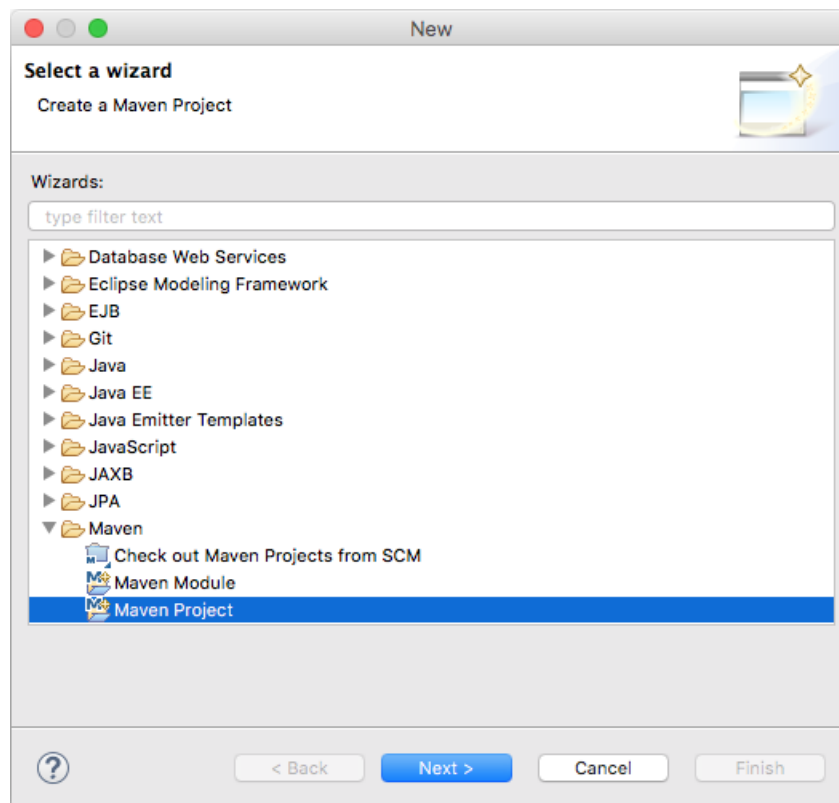 New
Select a wizard
Create a Maven Project
Wizards:
type filter text
Database Web Services
Eclipse Modeling Framework
EJB
Git
Java
Java EE
Java Emitter Templates
JavaScript
JAXB
JPA
Maven
Check out Maven Projects from SCM
Maven Module
Maven Project
? < Back Next > Cancel Finish